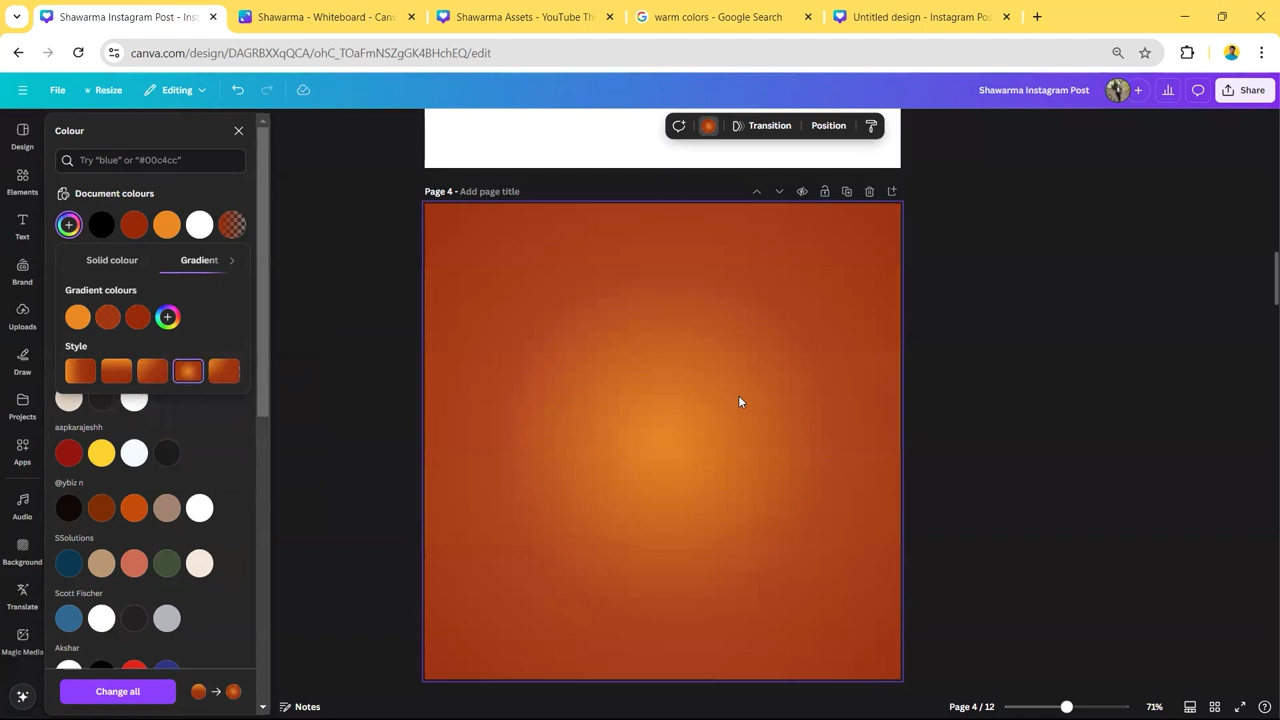 Shawarma Instagram Post - Inst
Shawarma - Whiteboard - Canv
Shawarma Assets - YouTube Th
warm colors - Google Search
Untitled design - Instagram Pos
canva.com/design/DAGRBXXqQCA/ohC_TOaFmNSZgGK4BHchEQ/edit
File
Resize
Editing
Shawarma Instagram Post
Share
Design
Elements
Text
Brand
Uploads
Draw
Projects
Apps
Audio
Background
Translate
Magic Media
Colour
Try "blue" or "#00c4cc"
Document colours
Solid colour
Gradient
Gradient colours
Style
aapkarajeshh
@ybiz n
SSolutions
Scott Fischer
Akshar
Change all
Transition
Position
Page 4 - Add page title
Notes
Page 4 / 12
71%